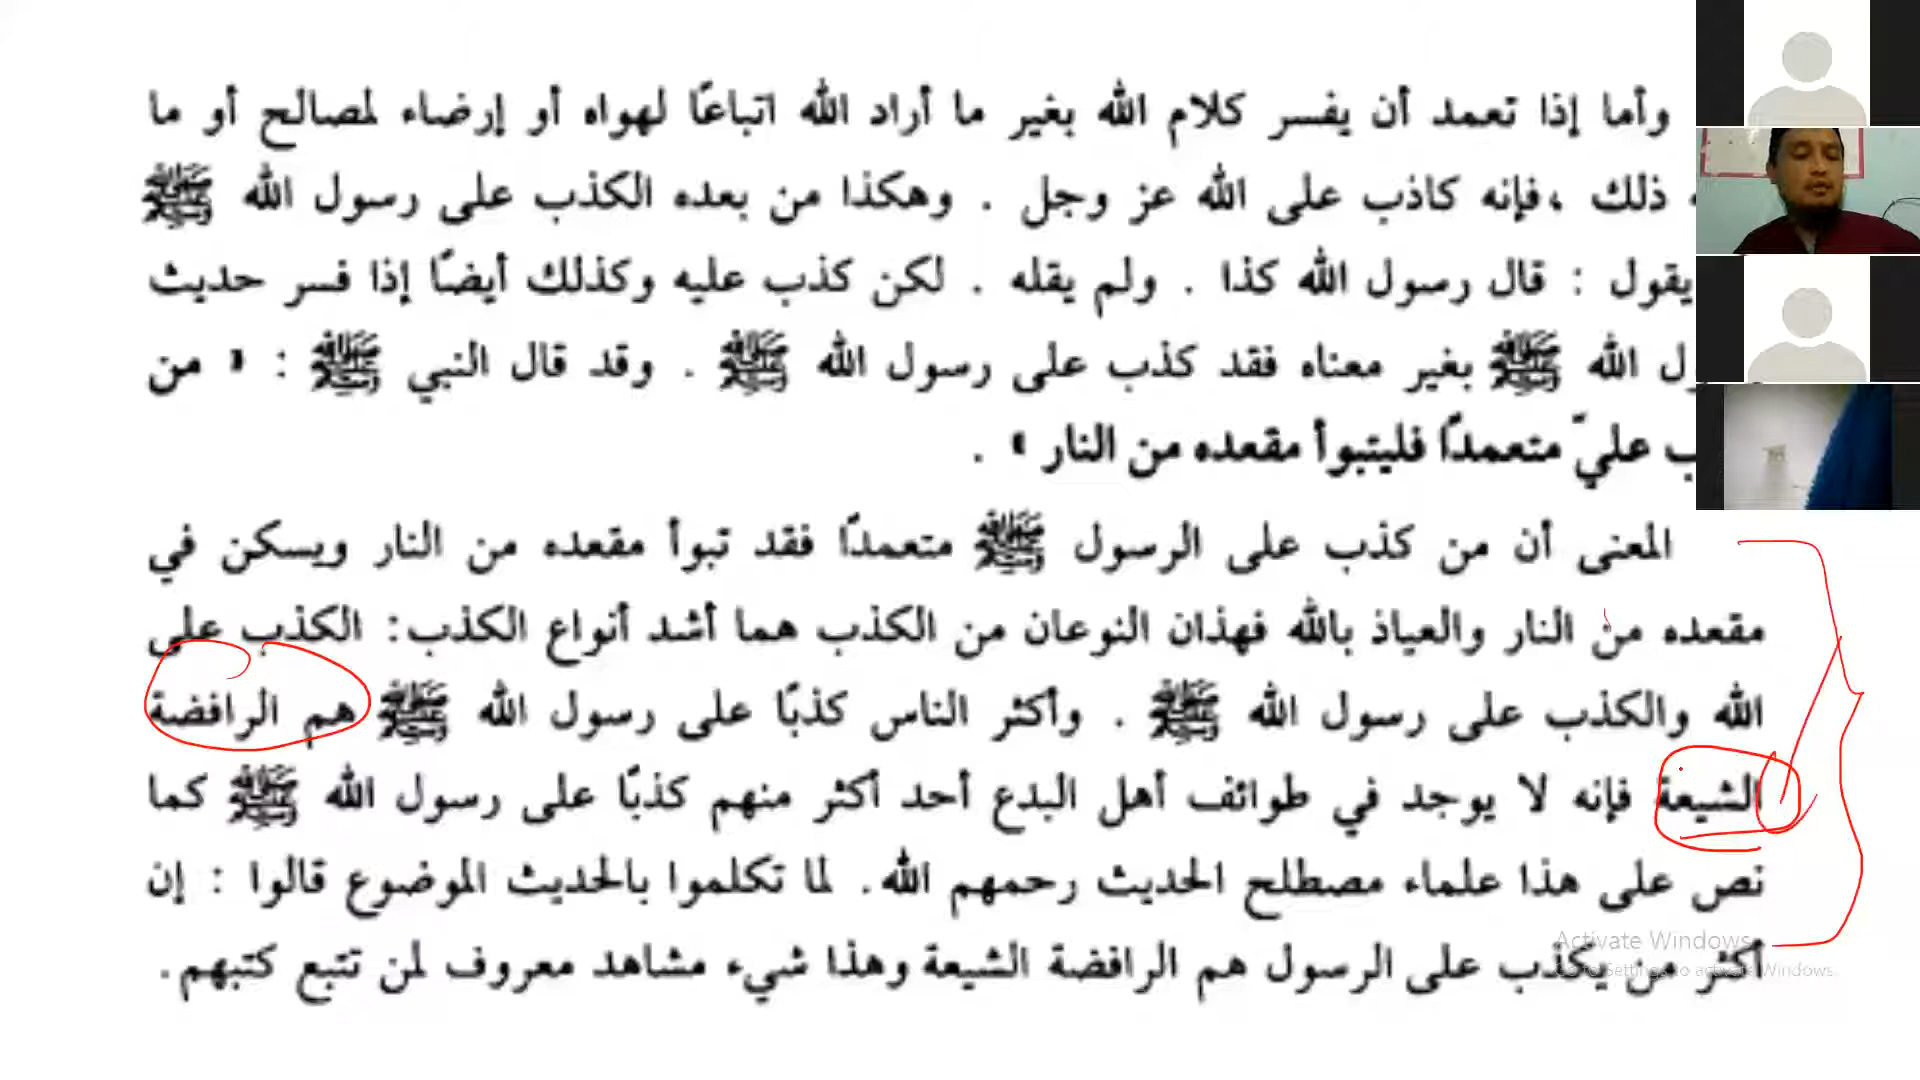 وأما إذا تعمد أن يفسر كلام الله بغير ما أراد الله اتباعًا لهواه أو إرضاء لمصالح أو ما
ذلك ،فإنه كاذب على الله عز وجل . وهكذا من بعده الكذب على رسول الله ﷺ
يقول : قال رسول الله كذا . ولم يقله . لكن كذب عليه وكذلك أيضًا إذا فسر حديث
الله ﷺ بغير معناه فقد كذب على رسول الله ﷺ . وقد قال النبي ﷺ : « من
عليّ متعمدًا فليتبوأ مقعده من النار » .
المعنى أن من كذب على الرسول ﷺ متعمدًا فقد تبوأ مقعده من النار ويسكن في
مقعده من النار والعياذ بالله فهذان النوعان من الكذب هما أشد أنواع الكذب: الكذب على
الله والكذب على رسول الله ﷺ . وأكثر الناس كذبًا على رسول الله ﷺ هم الرافضة
الشيعة فإنه لا يوجد في طوائف أهل البدع أحد أكثر منهم كذبًا على رسول الله ﷺ كما
نص على هذا علماء مصطلح الحديث رحمهم الله. لما تكلموا بالحديث الموضوع قالوا : إن
أكثر من يكذب على الرسول هم الرافضة الشيعة وهذا شيء مشاهد معروف لمن تتبع كتبهم.
Activate Windows
Go to Settings to activate Windows.